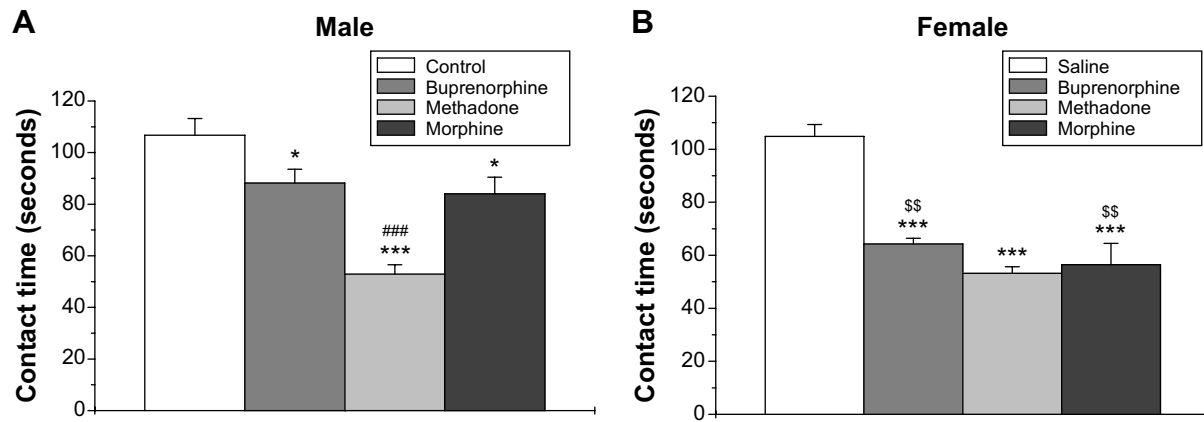 A
Male
Control
Buprenorphine
Methadone
Morphine
Contact time (seconds)
120
100
80
60
40
20
0
*
###
***
*
B
Female
Saline
Buprenorphine
Methadone
Morphine
Contact time (seconds)
120
100
80
60
40
20
0
$$
***
***
$$
***